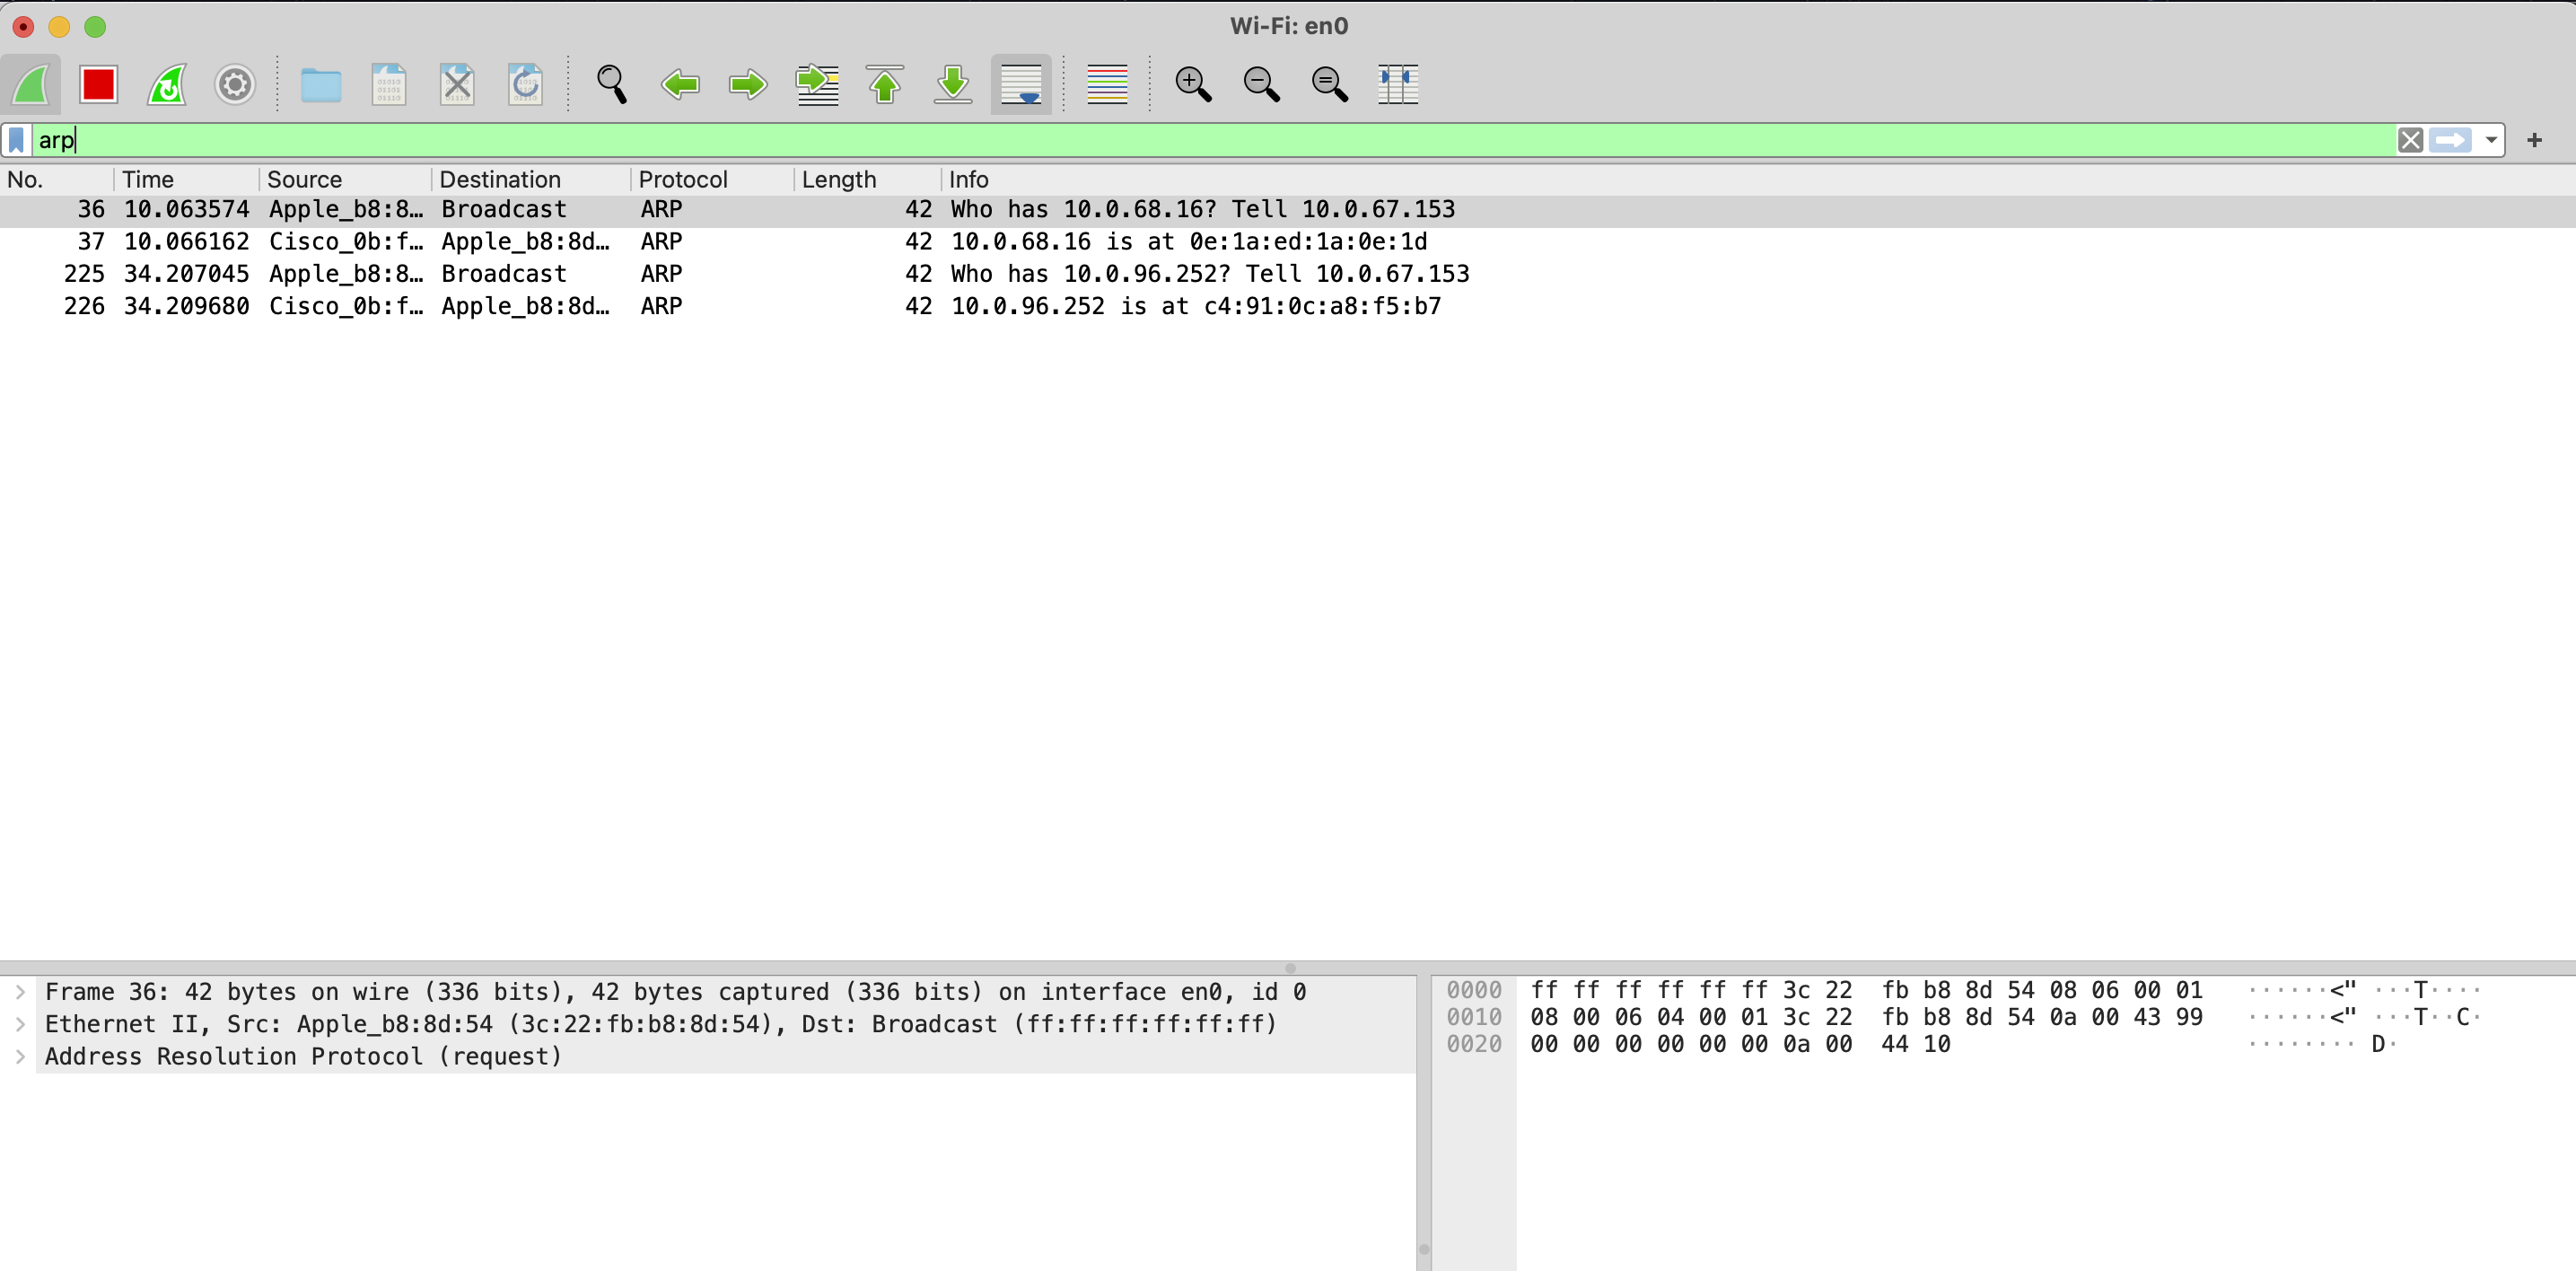 Wi-Fi: en0
arp
No. Time Source Destination Protocol Length Info
36 10.063574 Apple_b8:8… Broadcast ARP 42 Who has 10.0.68.16? Tell 10.0.67.153
37 10.066162 Cisco_0b:f… Apple_b8:8d… ARP 42 10.0.68.16 is at 0e:1a:ed:1a:0e:1d
225 34.207045 Apple_b8:8… Broadcast ARP 42 Who has 10.0.96.252? Tell 10.0.67.153
226 34.209680 Cisco_0b:f… Apple_b8:8d… ARP 42 10.0.96.252 is at c4:91:0c:a8:f5:b7
Frame 36: 42 bytes on wire (336 bits), 42 bytes captured (336 bits) on interface en0, id 0
Ethernet II, Src: Apple_b8:8d:54 (3c:22:fb:b8:8d:54), Dst: Broadcast (ff:ff:ff:ff:ff:ff)
Address Resolution Protocol (request)
0000 ff ff ff ff ff ff 3c 22 fb b8 8d 54 08 06 00 01 ······<" ···T····
0010 08 00 06 04 00 01 3c 22 fb b8 8d 54 0a 00 43 99 ······<" ···T··C·
0020 00 00 00 00 00 00 0a 00 44 10 ········ D·